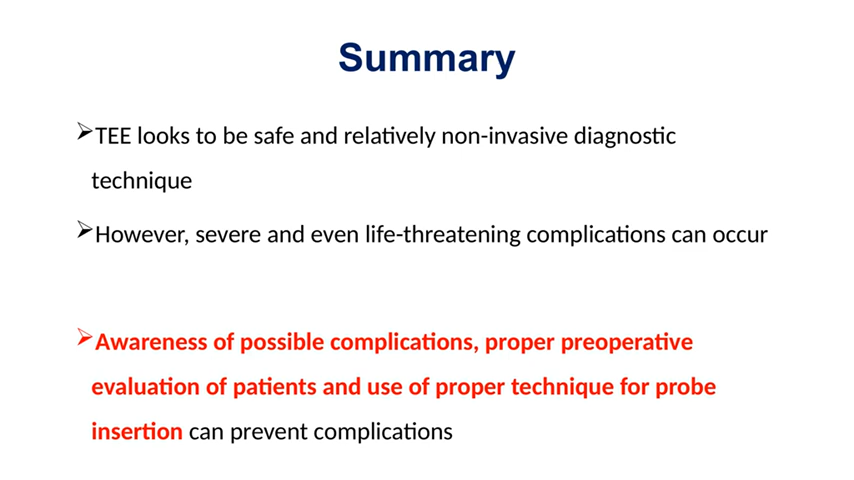 Summary
➢TEE looks to be safe and relatively non-invasive diagnostic
technique
➢However, severe and even life-threatening complications can occur
➢Awareness of possible complications, proper preoperative
evaluation of patients and use of proper technique for probe
insertion can prevent complications